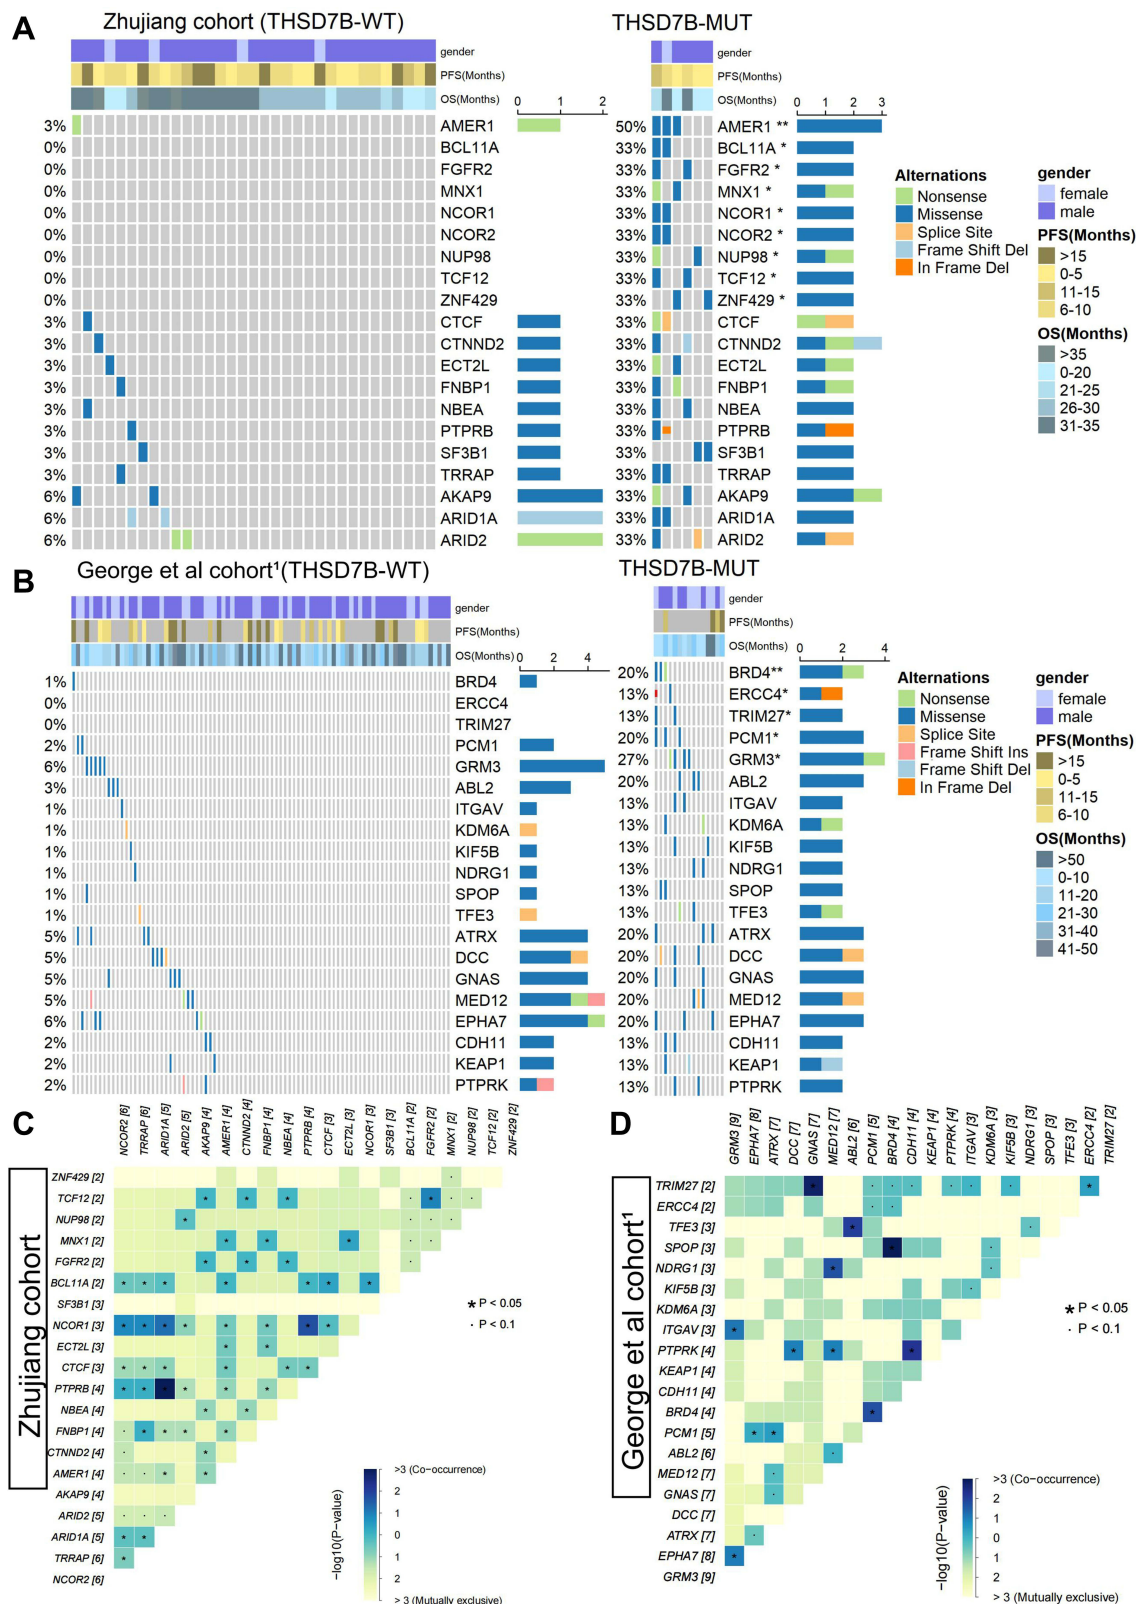 A
Zhujiang cohort (THSD7B-WT)
THSD7B-MUT
gender
PFS(Months)
OS(Months)
0 1 2
gender
PFS(Months)
OS(Months)
0 1 2 3
3% AMER1 50% AMER1 **
0% BCL11A 33% BCL11A *
0% FGFR2 33% FGFR2 *
0% MNX1 33% MNX1 *
0% NCOR1 33% NCOR1 *
0% NCOR2 33% NCOR2 *
0% NUP98 33% NUP98 *
0% TCF12 33% TCF12 *
0% ZNF429 33% ZNF429 *
3% CTCF 33% CTCF
3% CTNND2 33% CTNND2
3% ECT2L 33% ECT2L
3% FNBP1 33% FNBP1
3% NBEA 33% NBEA
3% PTPRB 33% PTPRB
3% SF3B1 33% SF3B1
3% TRRAP 33% TRRAP
6% AKAP9 33% AKAP9
6% ARID1A 33% ARID1A
6% ARID2 33% ARID2
Alternations
Nonsense
Missense
Splice Site
Frame Shift Del
In Frame Del
gender
female
male
PFS(Months)
>15
0-5
11-15
6-10
OS(Months)
>35
0-20
21-25
26-30
31-35
B
George et al cohort¹(THSD7B-WT)
THSD7B-MUT
gender
PFS(Months)
OS(Months)
0 2 4
gender
PFS(Months)
OS(Months)
0 2 4
1% BRD4 20% BRD4**
0% ERCC4 13% ERCC4*
0% TRIM27 13% TRIM27*
2% PCM1 20% PCM1*
6% GRM3 27% GRM3*
3% ABL2 20% ABL2
1% ITGAV 13% ITGAV
1% KDM6A 13% KDM6A
1% KIF5B 13% KIF5B
1% NDRG1 13% NDRG1
1% SPOP 13% SPOP
1% TFE3 13% TFE3
5% ATRX 20% ATRX
5% DCC 20% DCC
5% GNAS 20% GNAS
5% MED12 20% MED12
6% EPHA7 20% EPHA7
2% CDH11 13% CDH11
2% KEAP1 13% KEAP1
2% PTPRK 13% PTPRK
Alternations
Nonsense
Missense
Splice Site
Frame Shift Ins
Frame Shift Del
In Frame Del
gender
female
male
PFS(Months)
>15
0-5
11-15
6-10
OS(Months)
>50
0-10
11-20
21-30
31-40
41-50
C
NCOR2 [6]
TRRAP [6]
ARID1A [5]
ARID2 [5]
AKAP9 [4]
AMER1 [4]
CTNND2 [4]
FNBP1 [4]
NBEA [4]
PTPRB [4]
CTCF [3]
ECT2L [3]
NCOR1 [3]
SF3B1 [3]
BCL11A [2]
FGFR2 [2]
MNX1 [2]
NUP98 [2]
TCF12 [2]
ZNF429 [2]
Zhujiang cohort
ZNF429 [2]
TCF12 [2]
NUP98 [2]
MNX1 [2]
FGFR2 [2]
BCL11A [2]
SF3B1 [3]
NCOR1 [3]
ECT2L [3]
CTCF [3]
PTPRB [4]
NBEA [4]
FNBP1 [4]
CTNND2 [4]
AMER1 [4]
AKAP9 [4]
ARID2 [5]
ARID1A [5]
TRRAP [6]
NCOR2 [6]
* P < 0.05
· P < 0.1
−log10(P-value)
>3 (Co-occurrence)
2
1
0
1
2
> 3 (Mutually exclusive)
D
GRM3 [9]
EPHA7 [8]
ATRX [7]
DCC [7]
GNAS [7]
MED12 [7]
ABL2 [6]
PCM1 [5]
BRD4 [4]
CDH11 [4]
KEAP1 [4]
PTPRK [4]
ITGAV [3]
KDM6A [3]
KIF5B [3]
NDRG1 [3]
SPOP [3]
TFE3 [3]
ERCC4 [2]
TRIM27 [2]
George et al cohort¹
TRIM27 [2]
ERCC4 [2]
TFE3 [3]
SPOP [3]
NDRG1 [3]
KIF5B [3]
KDM6A [3]
ITGAV [3]
PTPRK [4]
KEAP1 [4]
CDH11 [4]
BRD4 [4]
PCM1 [5]
ABL2 [6]
MED12 [7]
GNAS [7]
DCC [7]
ATRX [7]
EPHA7 [8]
GRM3 [9]
* P < 0.05
· P < 0.1
−log10(P-value)
>3 (Co-occurrence)
2
1
0
1
2
> 3 (Mutually exclusive)